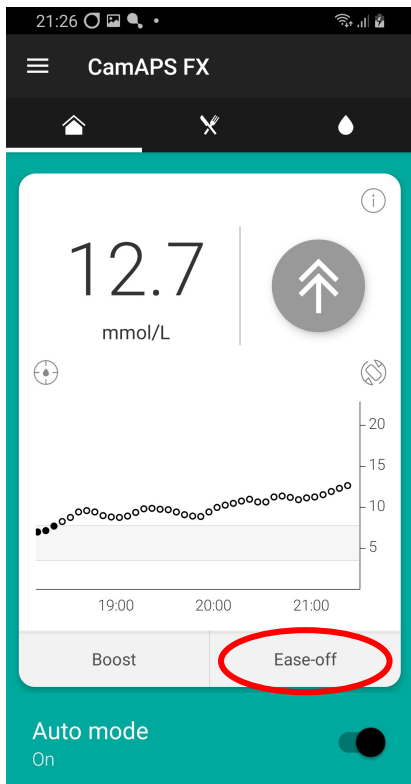 21:26
CamAPS FX
12.7
mmol/L
20
15
10
5
19:00 20:00 21:00
Boost Ease-off
Auto mode
On